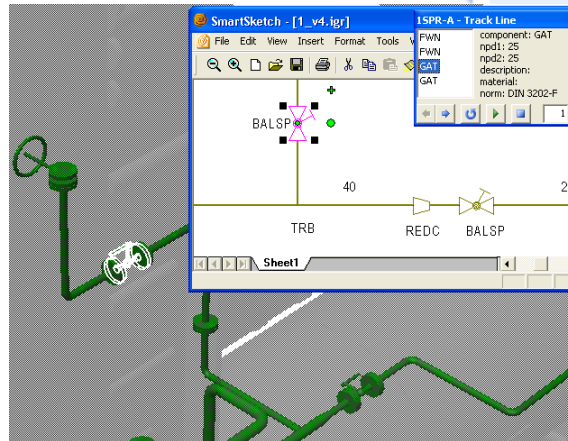 SmartSketch - [1_v4.igr]
File Edit View Insert Format Tools
BALSP
40
2
TRB
REDC
BALSP
Sheet1
1SPR-A - Track Line
FWN
FWN
GAT
GAT
component: GAT
npd1: 25
npd2: 25
description:
material:
norm: DIN 3202-F
1